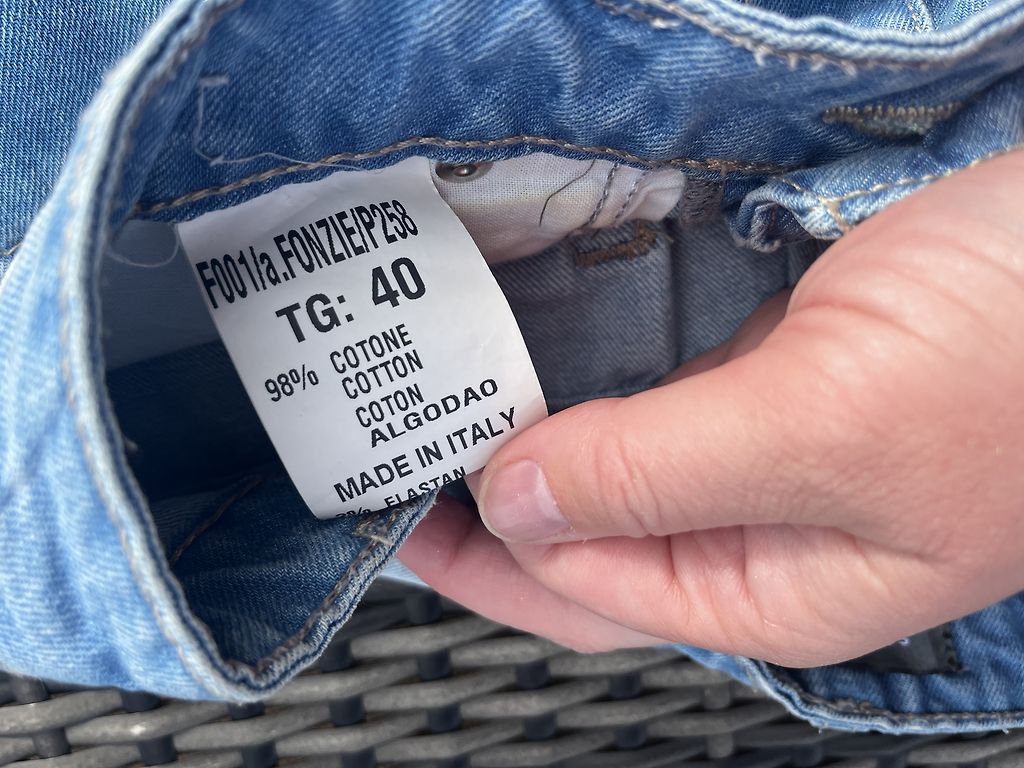 F001/a.FONZIE/P258
TG: 40
98% COTONE
COTTON
COTON
ALGODAO
MADE IN ITALY
ELASTAN